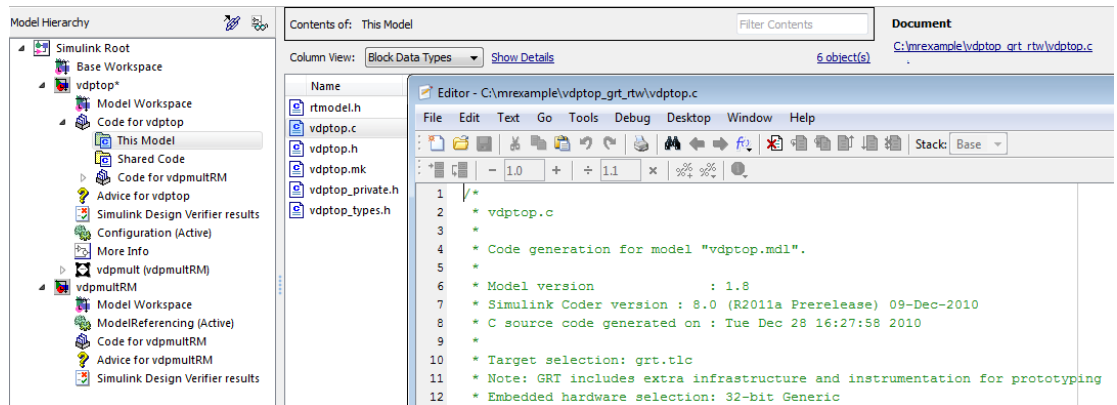 Model Hierarchy
Simulink Root
Base Workspace
vdptop*
Model Workspace
Code for vdptop
This Model
Shared Code
Code for vdpmultRM
Advice for vdptop
Simulink Design Verifier results
Configuration (Active)
More Info
vdpmult (vdpmultRM)
vdpmultRM
Model Workspace
ModelReferencing (Active)
Code for vdpmultRM
Advice for vdpmultRM
Simulink Design Verifier results
Contents of: This Model
Filter Contents
Column View: Block Data Types Show Details 6 object(s)
Name
rtmodel.h
vdptop.c
vdptop.h
vdptop.mk
vdptop_private.h
vdptop_types.h
Document
C:\mrexample\vdptop_grt_rtw\vdptop.c
Editor - C:\mrexample\vdptop_grt_rtw\vdptop.c
File Edit Text Go Tools Debug Desktop Window Help
Stack: Base
− 1.0 + ÷ 1.1 ×
1 /*
2 * vdptop.c
3 *
4 * Code generation for model "vdptop.mdl".
5 *
6 * Model version : 1.8
7 * Simulink Coder version : 8.0 (R2011a Prerelease) 09-Dec-2010
8 * C source code generated on : Tue Dec 28 16:27:58 2010
9 *
10 * Target selection: grt.tlc
11 * Note: GRT includes extra infrastructure and instrumentation for prototyping
12 * Embedded hardware selection: 32-bit Generic